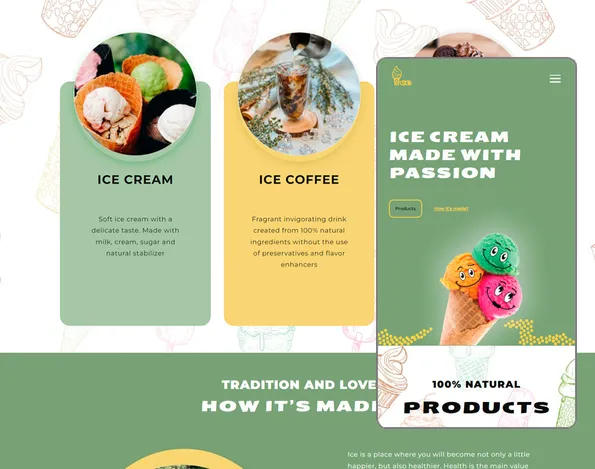 ICE CREAM
Soft ice cream with a
delicate taste. Made with
milk, cream, sugar and
natural stabilizer
ICE COFFEE
Fragrant invigorating drink
created from 100% natural
ingredients without the use
of preservatives and flavor
enhancers
ICE CREAM
MADE WITH
PASSION
Products
How it's made?
100% NATURAL
PRODUCTS
TRADITION AND LOVE
HOW IT'S MAD
Ice is a place where you will become not only a little
happier, but also healthier. Health is the main value